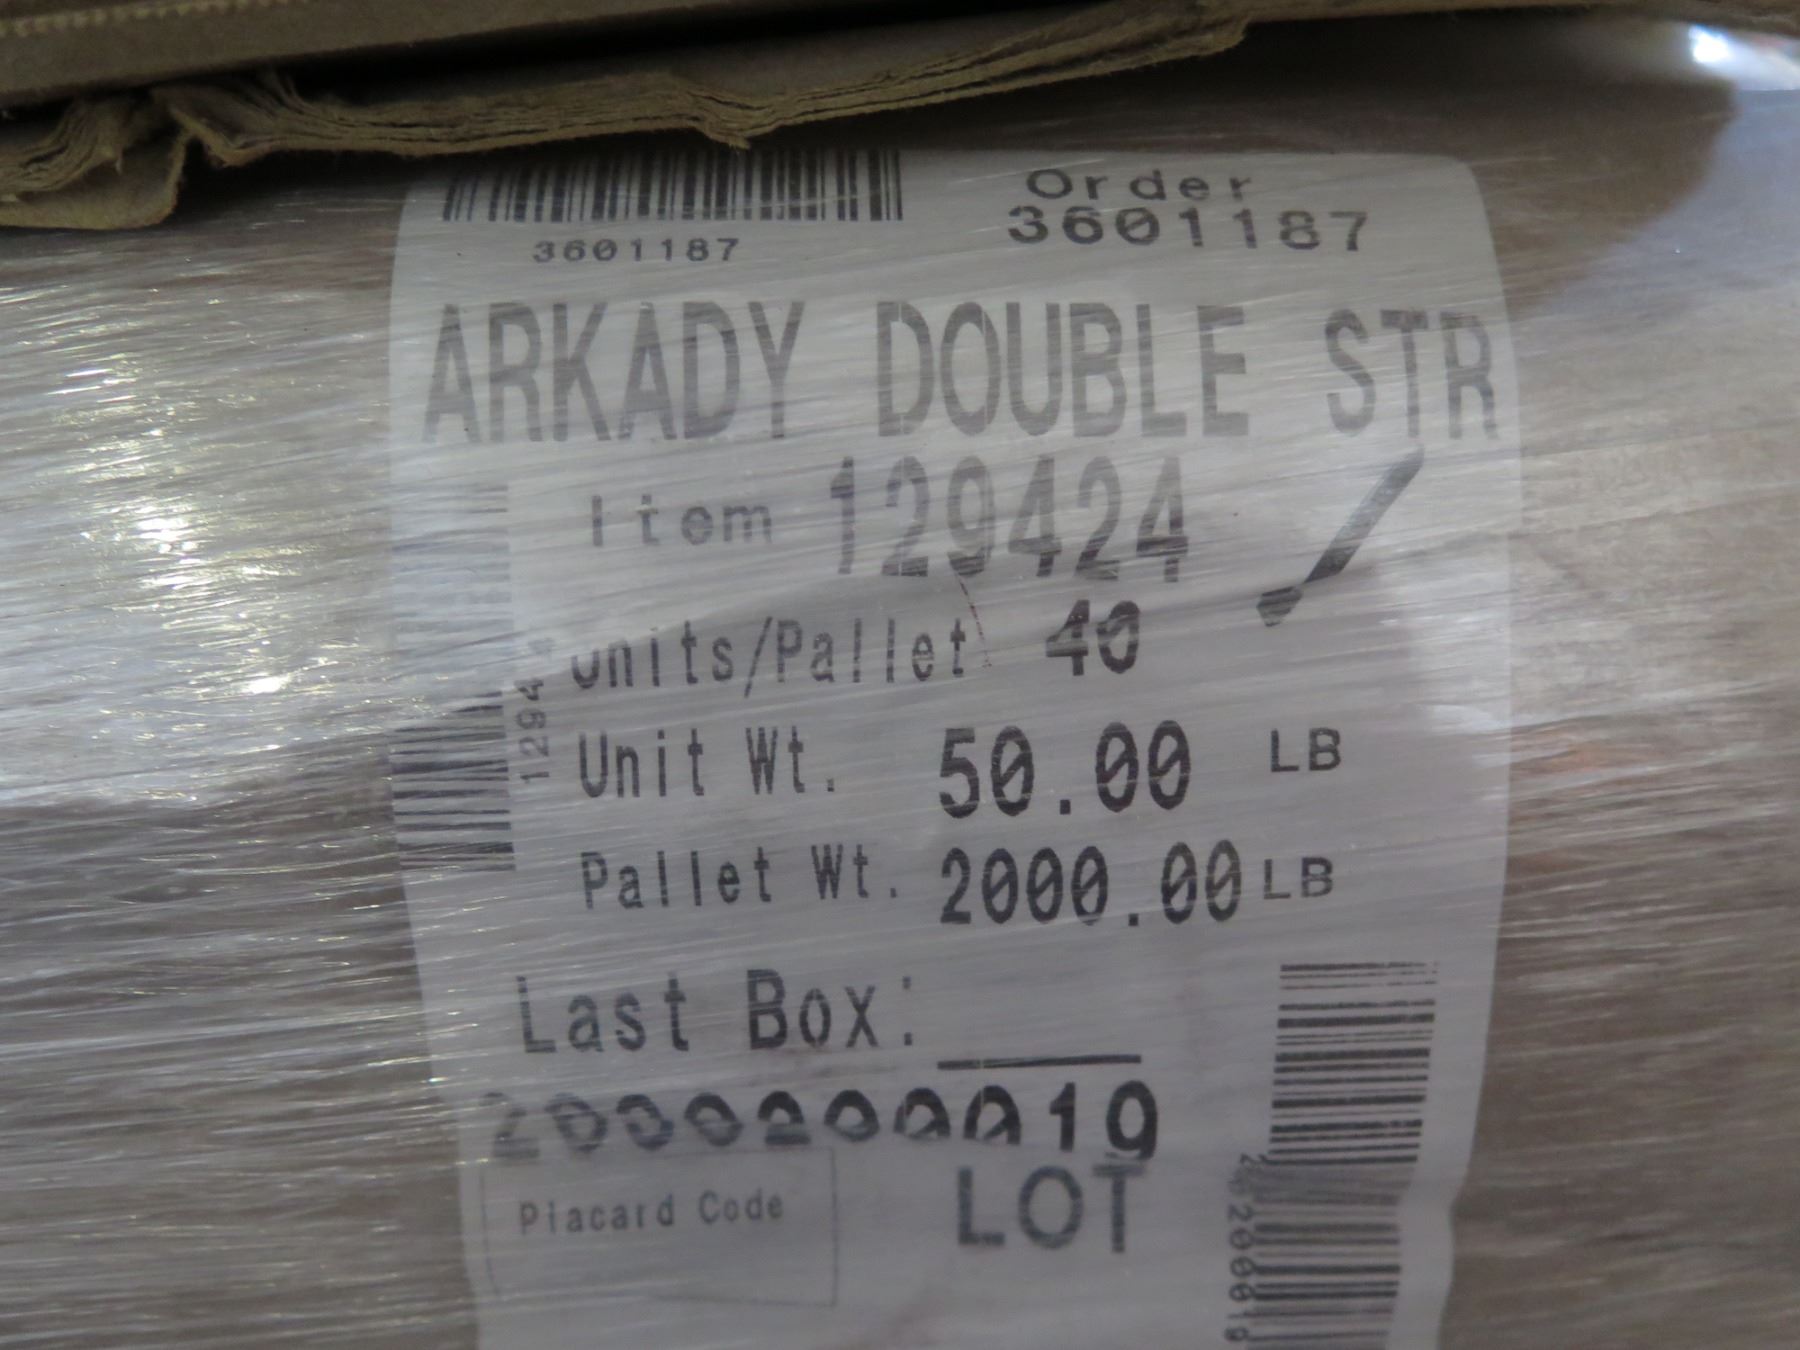 3601187
Order
3601187
ARKADY DOUBLE STR
Item 129424
Units/Pallet 40
Unit Wt. 50.00 LB
Pallet Wt. 2000.00 LB
Last Box:
LOT
Placard Code